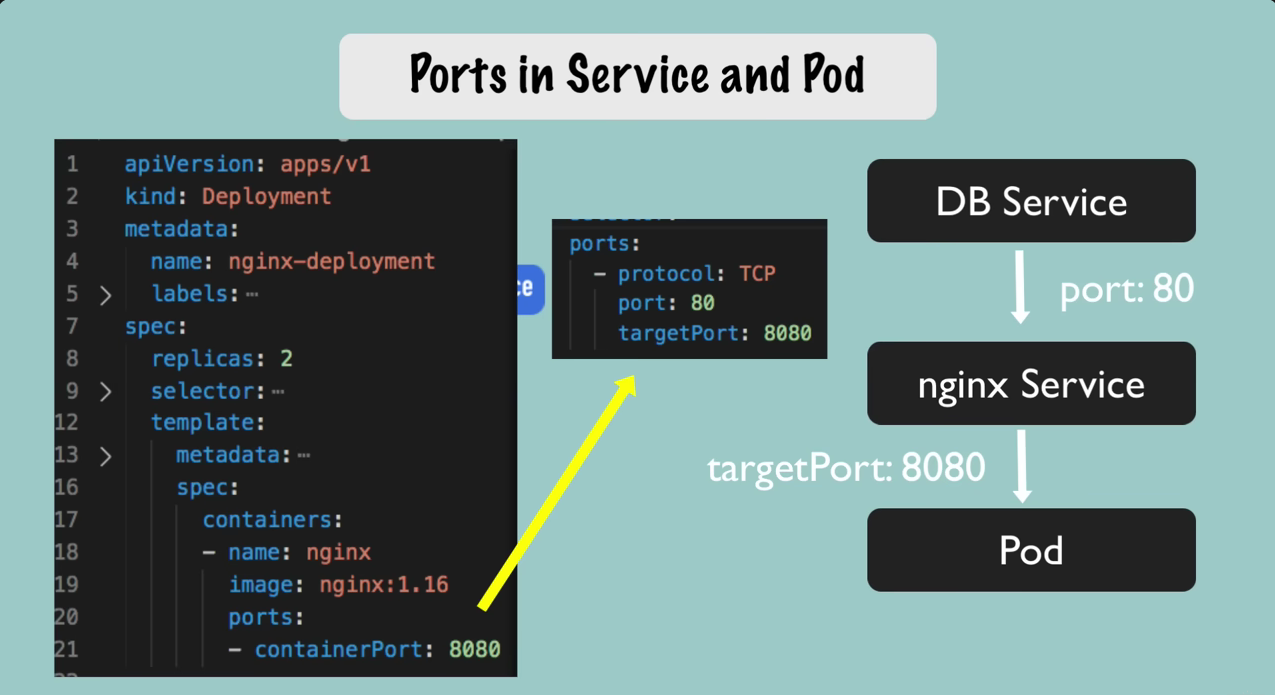 Ports in Service and Pod
1 apiVersion: apps/v1
2 kind: Deployment
3 metadata:
4 name: nginx-deployment
5 labels:…
7 spec:
8 replicas: 2
9 selector:…
12 template:
13 metadata:…
16 spec:
17 containers:
18 - name: nginx
19 image: nginx:1.16
20 ports:
21 - containerPort: 8080
ce
ports:
- protocol: TCP
port: 80
targetPort: 8080
DB Service
port: 80
nginx Service
targetPort: 8080
Pod